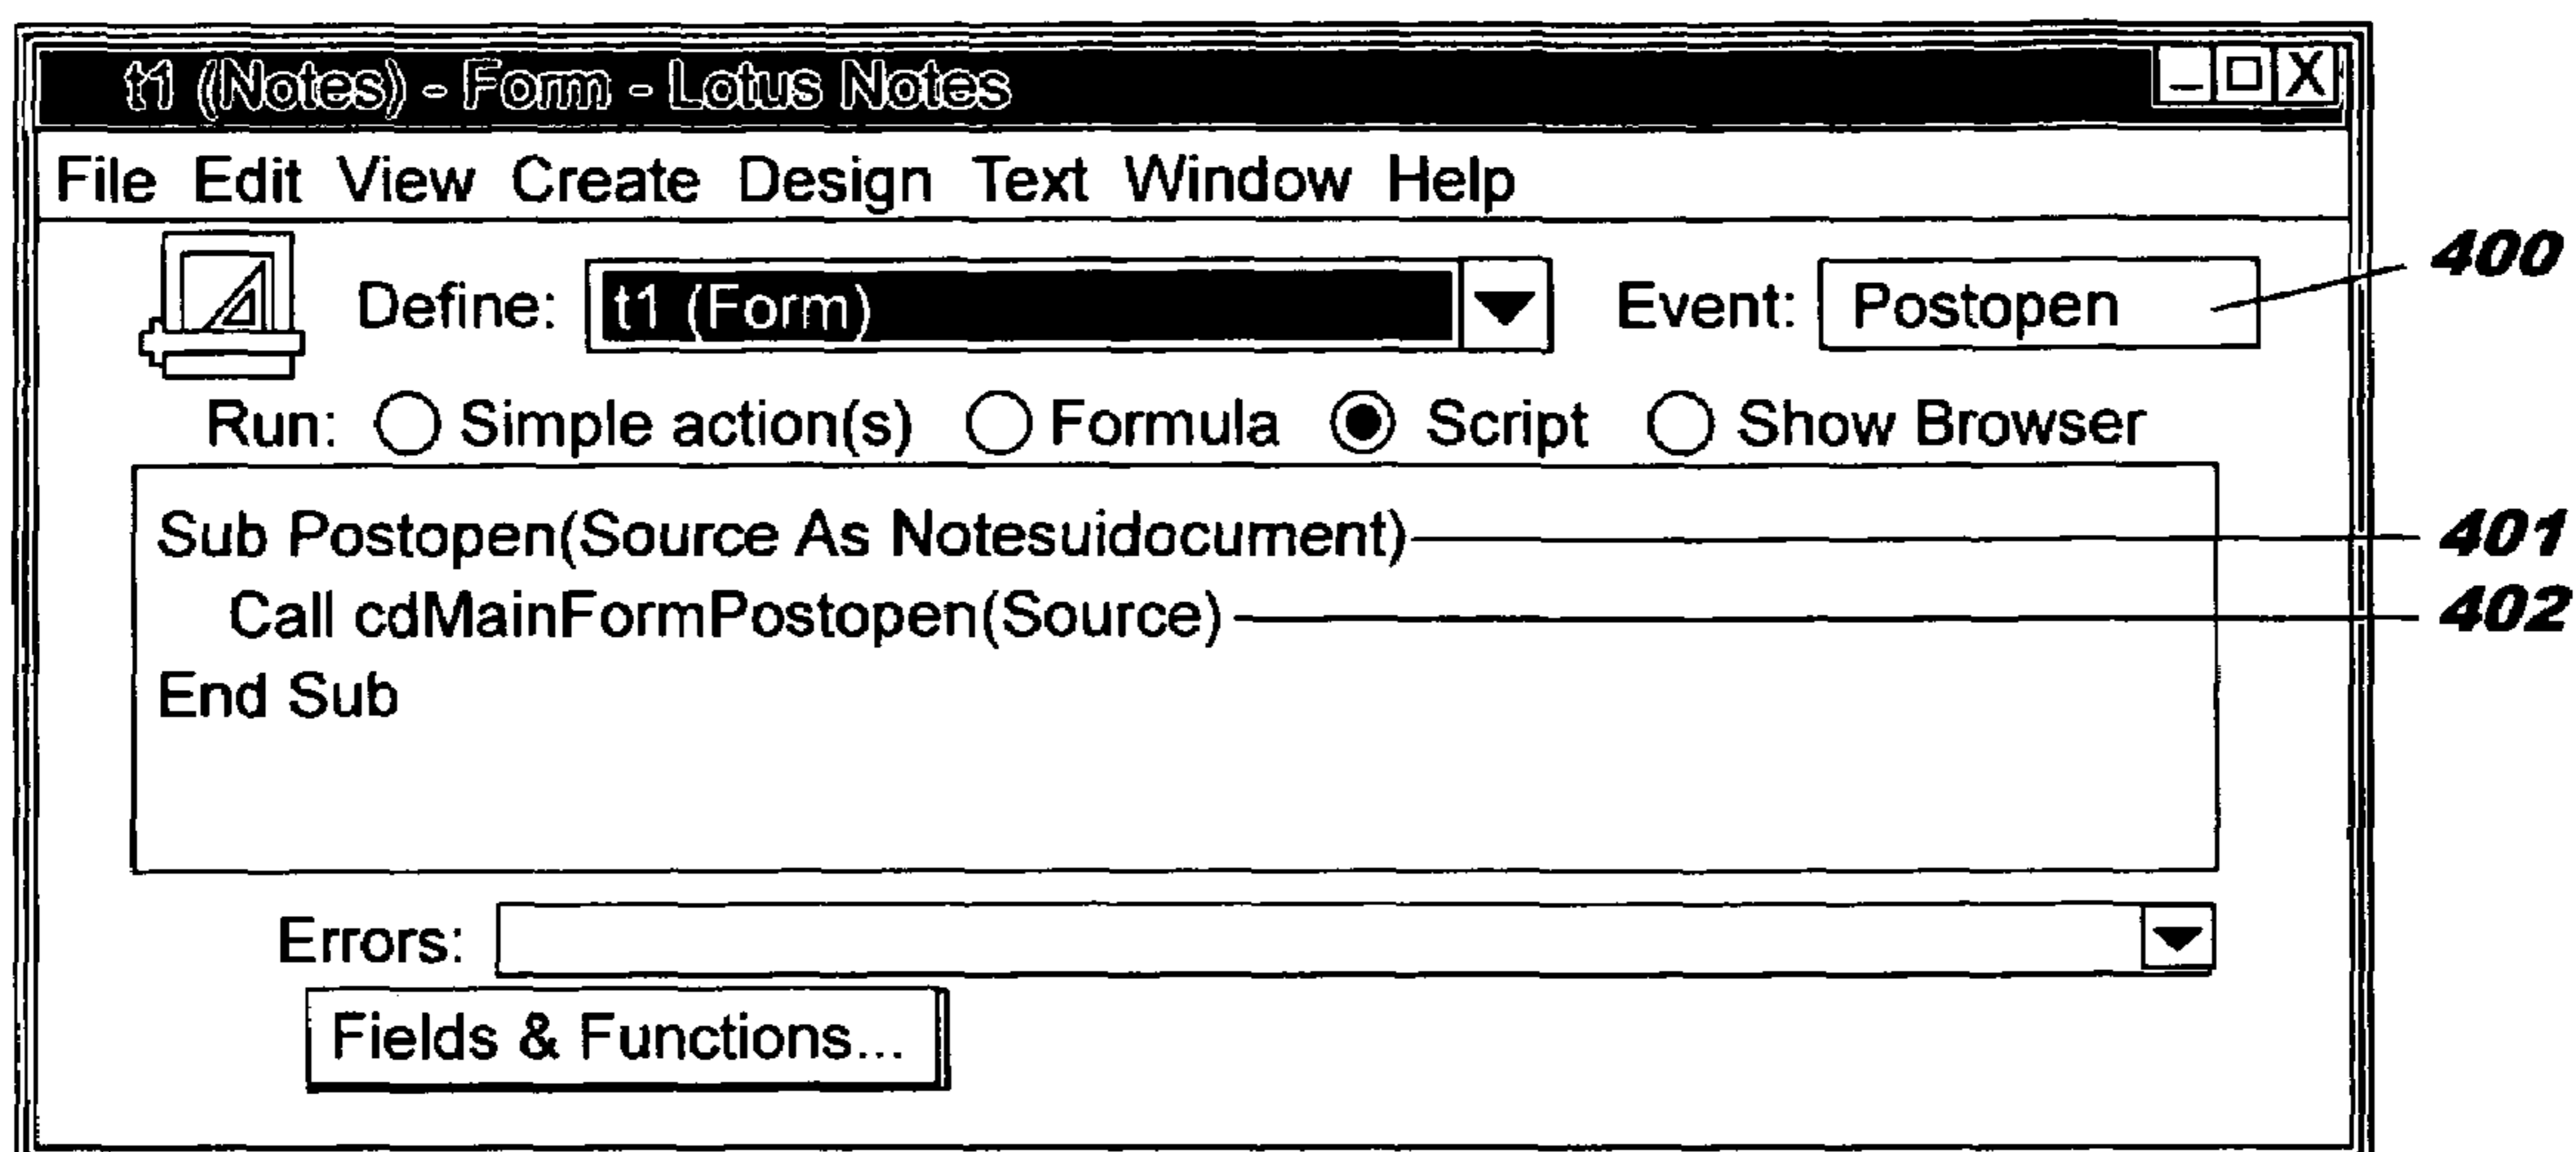 t1 (Notes) - Form - Lotus Notes
File Edit View Create Design Text Window Help
Define: t1 (Form) Event: Postopen 400
Run: Simple action(s) Formula Script Show Browser
Sub Postopen(Source As Notesuidocument) 401
Call cdMainFormPostopen(Source) 402
End Sub
Errors:
Fields & Functions...